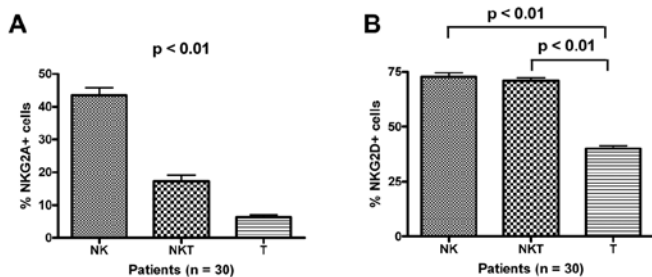 A
p < 0.01
% NKG2A+ cells
50
40
30
20
10
0
NK NKT T
Patients (n = 30)
B
p < 0.01
p < 0.01
% NKG2D+ cells
75
50
25
0
NK NKT T
Patients (n = 30)